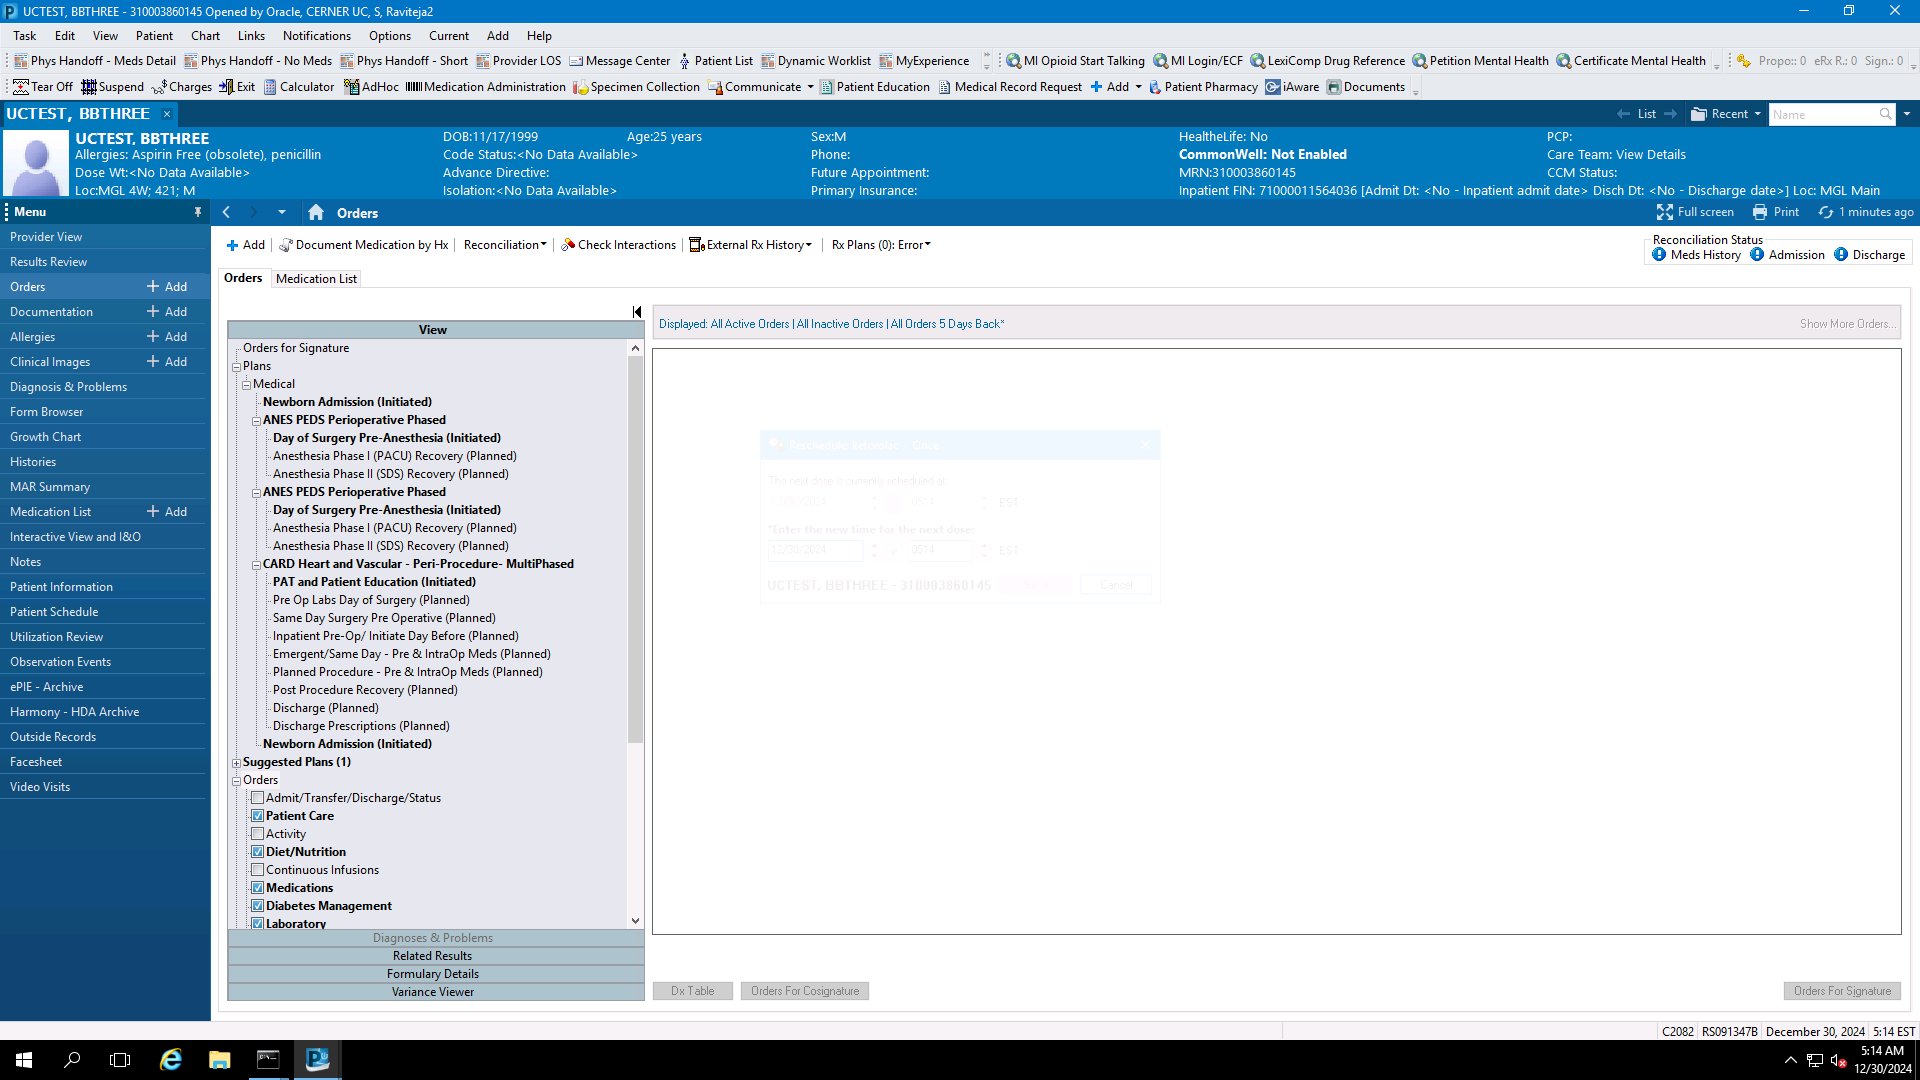 UCTEST, BBTHREE - 310003860145 Opened by Oracle, CERNER UC, S, Raviteja2
Task Edit View Patient Chart Links Notifications Options Current Add Help
Phys Handoff - Meds Detail Phys Handoff - No Meds Phys Handoff - Short Provider LOS Message Center Patient List Dynamic Worklist MyExperience MI Opioid Start Talking MI Login/ECF LexiComp Drug Reference Petition Mental Health Certificate Mental Health Propo.: 0 eRx R.: 0 Sign.: 0
Tear Off Suspend Charges Exit Calculator AdHoc Medication Administration Specimen Collection Communicate Patient Education Medical Record Request Add Patient Pharmacy iAware Documents
UCTEST, BBTHREE × List Recent Name
UCTEST, BBTHREE DOB:11/17/1999 Age:25 years Sex:M HealtheLife: No PCP:
Allergies: Aspirin Free (obsolete), penicillin Code Status:<No Data Available> Phone: CommonWell: Not Enabled Care Team: View Details
Dose Wt:<No Data Available> Advance Directive: Future Appointment: MRN:310003860145 CCM Status:
Loc:MGL 4W; 421; M Isolation:<No Data Available> Primary Insurance: Inpatient FIN: 71000011564036 [Admit Dt: <No - Inpatient admit date> Disch Dt: <No - Discharge date>] Loc: MGL Main
Menu Orders Full screen Print 1 minutes ago
Provider View
Results Review
Orders Add
Documentation Add
Allergies Add
Clinical Images Add
Diagnosis & Problems
Form Browser
Growth Chart
Histories
MAR Summary
Medication List Add
Interactive View and I&O
Notes
Patient Information
Patient Schedule
Utilization Review
Observation Events
ePIE - Archive
Harmony - HDA Archive
Outside Records
Facesheet
Video Visits
Add Document Medication by Hx Reconciliation Check Interactions External Rx History Rx Plans (0): Error
Reconciliation Status
Meds History Admission Discharge
Orders Medication List
View
Orders for Signature
Plans
Medical
Newborn Admission (Initiated)
ANES PEDS Perioperative Phased
Day of Surgery Pre-Anesthesia (Initiated)
Anesthesia Phase I (PACU) Recovery (Planned)
Anesthesia Phase II (SDS) Recovery (Planned)
ANES PEDS Perioperative Phased
Day of Surgery Pre-Anesthesia (Initiated)
Anesthesia Phase I (PACU) Recovery (Planned)
Anesthesia Phase II (SDS) Recovery (Planned)
CARD Heart and Vascular - Peri-Procedure- MultiPhased
PAT and Patient Education (Initiated)
Pre Op Labs Day of Surgery (Planned)
Same Day Surgery Pre Operative (Planned)
Inpatient Pre-Op/ Initiate Day Before (Planned)
Emergent/Same Day - Pre & IntraOp Meds (Planned)
Planned Procedure - Pre & IntraOp Meds (Planned)
Post Procedure Recovery (Planned)
Discharge (Planned)
Discharge Prescriptions (Planned)
Newborn Admission (Initiated)
Suggested Plans (1)
Orders
Admit/Transfer/Discharge/Status
Patient Care
Activity
Diet/Nutrition
Continuous Infusions
Medications
Diabetes Management
Laboratory
Diagnoses & Problems
Related Results
Formulary Details
Variance Viewer
Displayed: All Active Orders | All Inactive Orders | All Orders 5 Days Back* Show More Orders...
The next dose is currently scheduled at:
12/30/2024 0514 EST
*Enter the new time for the next dose:
12/30/2024 0514 EST
UCTEST, BBTHREE - 310003860145 Cancel
Dx Table Orders For Cosignature Orders For Signature
C2082 RS091347B December 30, 2024 5:14 EST
5:14 AM
12/30/2024